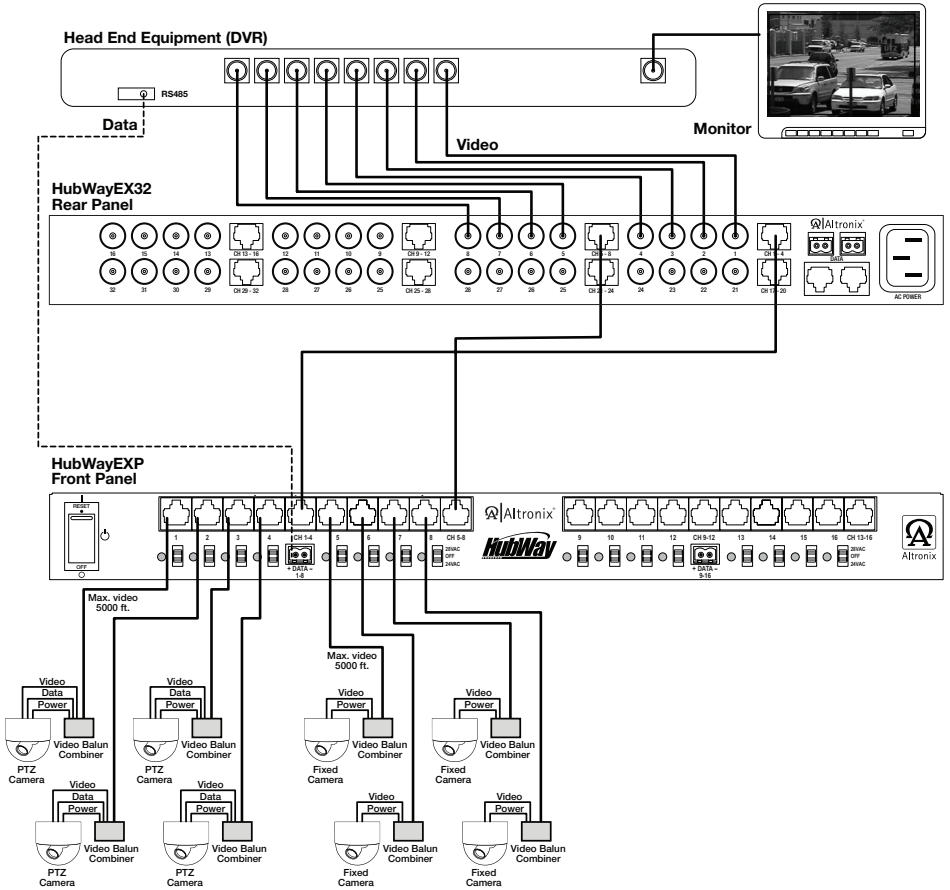 Head End Equipment (DVR)
RS485
Data
Video
Monitor
HubWayEX32
Rear Panel
16 15 14 13 CH 13 - 16 12 11 10 9 CH 9 - 12 8 7 6 5 CH 5 - 8 4 3 2 1 CH 1 - 4
Altronix
DATA
32 31 30 29 CH 29 - 32 28 27 26 25 CH 25 - 28 28 27 26 25 CH 21 - 24 24 23 22 21 CH 17 - 20
AC POWER
HubWayEXP
Front Panel
RESET
OFF
1 2 3 4 CH 1-4 5 6 7 8 CH 5-8
Altronix
HubWay
9 10 11 12 CH 9-12 13 14 15 16 CH 13-16
28VAC
OFF
24VAC
+ DATA –
1-8
28VAC
OFF
24VAC
+ DATA –
9-16
Altronix
Max. video
5000 ft.
Max. video
5000 ft.
Video
Data
Power
Video Balun
Combiner
PTZ
Camera
Video
Data
Power
Video Balun
Combiner
PTZ
Camera
Video
Power
Video Balun
Combiner
Fixed
Camera
Video
Power
Video Balun
Combiner
Fixed
Camera
Video
Data
Power
Video Balun
Combiner
PTZ
Camera
Video
Data
Power
Video Balun
Combiner
PTZ
Camera
Video
Power
Video Balun
Combiner
Fixed
Camera
Video
Power
Video Balun
Combiner
Fixed
Camera